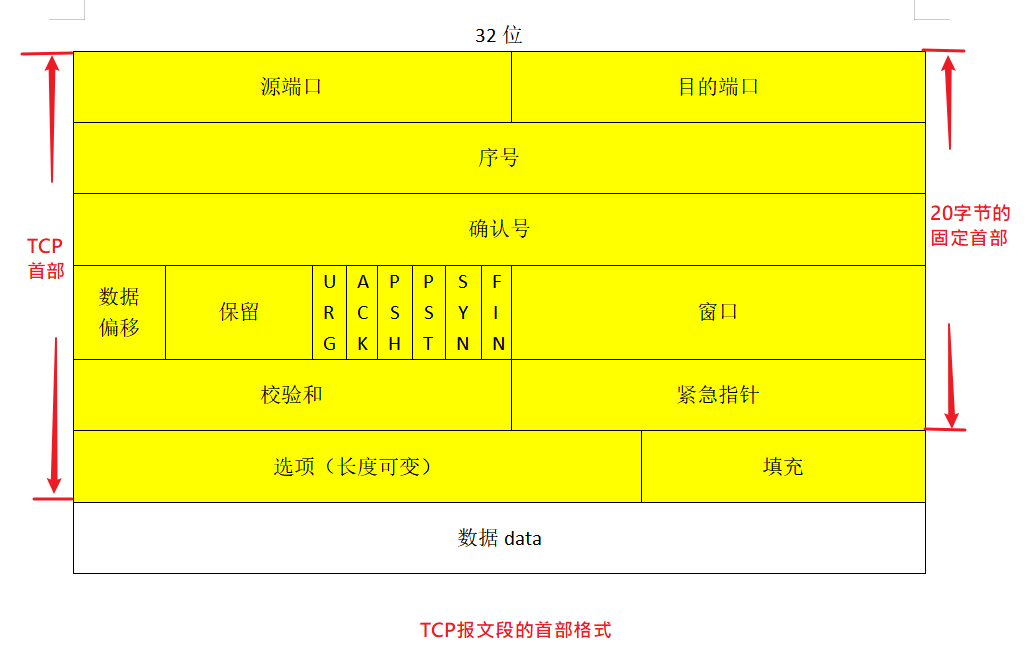 32 位
源端口
目的端口
序号
确认号
20字节的
固定首部
TCP
首部
数据
偏移
保留
URG
ACK
PSH
PST
SYN
FIN
窗口
校验和
紧急指针
选项（长度可变）
填充
数据 data
TCP报文段的首部格式